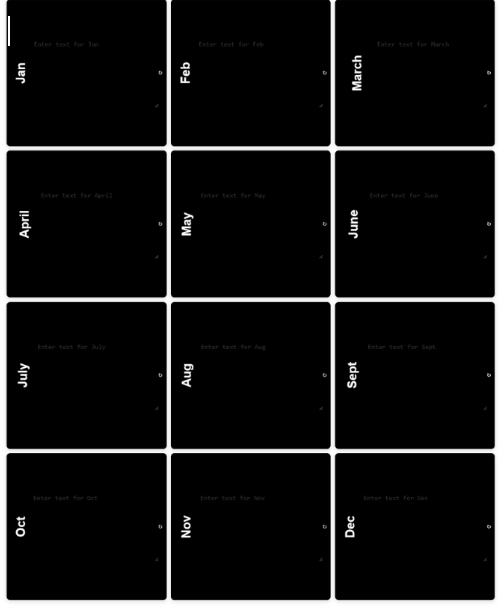 Enter text for Jan
Jan
Enter text for Feb
Feb
Enter text for March
March
Enter text for April
April
Enter text for May
May
Enter text for June
June
Enter text for July
July
Enter text for Aug
Aug
Enter text for Sept
Sept
Enter text for Oct
Oct
Enter text for Nov
Nov
Enter text for Dec
Dec